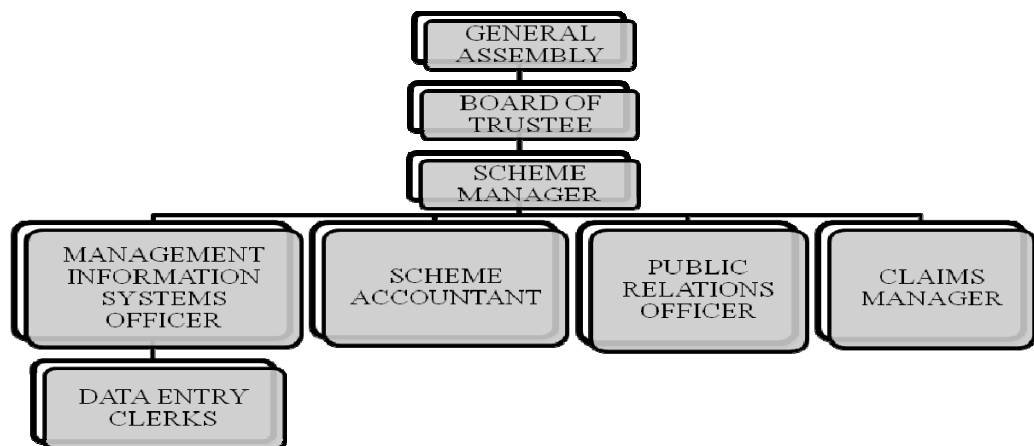 GENERAL
ASSEMBLY
BOARD OF
TRUSTEE
SCHEME
MANAGER
MANAGEMENT
INFORMATION
SYSTEMS
OFFICER
SCHEME
ACCOUNTANT
PUBLIC
RELATIONS
OFFICER
CLAIMS
MANAGER
DATA ENTRY
CLERKS